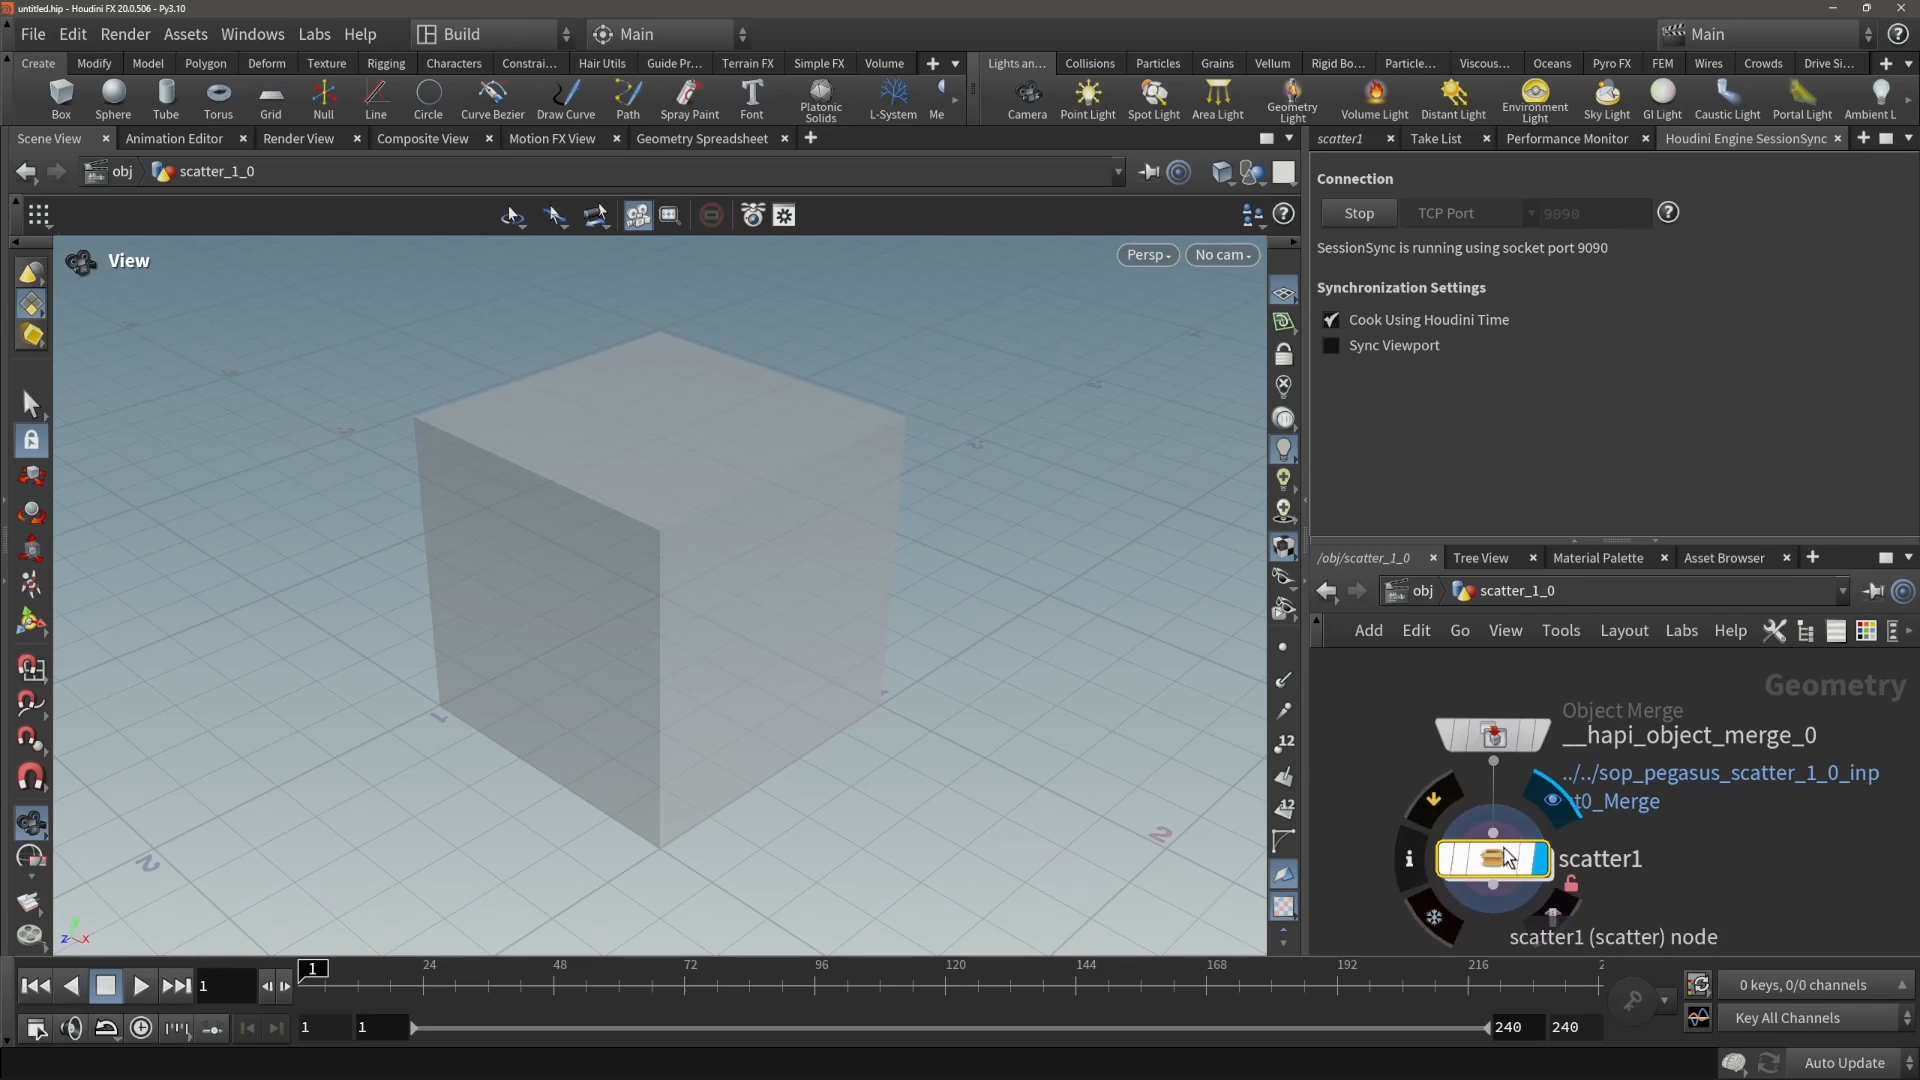 untitled.hip - Houdini FX 20.0.506 - Py3.10
File Edit Render Assets Windows Labs Help Build Main Main
Create Modify Model Polygon Deform Texture Rigging Characters Constrai... Hair Utils Guide Pr... Terrain FX Simple FX Volume
Lights an... Collisions Particles Grains Vellum Rigid Bo... Particle... Viscous... Oceans Pyro FX FEM Wires Crowds Drive Si...
Box Sphere Tube Torus Grid Null Line Circle Curve Bezier Draw Curve Path Spray Paint Font Platonic Solids L-System Me
Camera Point Light Spot Light Area Light Geometry Light Volume Light Distant Light Environment Light Sky Light GI Light Caustic Light Portal Light Ambient L
Scene View Animation Editor Render View Composite View Motion FX View Geometry Spreadsheet
scatter1 Take List Performance Monitor Houdini Engine SessionSync
obj scatter_1_0
Connection
Stop TCP Port 9090
SessionSync is running using socket port 9090
Synchronization Settings
Cook Using Houdini Time
Sync Viewport
View
Persp
No cam
12
12
1
2
2
z x
/obj/scatter_1_0 Tree View Material Palette Asset Browser
obj scatter_1_0
Add Edit Go View Tools Layout Labs Help
Geometry
Object Merge
__hapi_object_merge_0
../../sop_pegasus_scatter_1_0_inp
t0_Merge
scatter1
scatter1 (scatter) node
1
1 24 48 72 96 120 144 168 192 216 2
0 keys, 0/0 channels
1 1 240 240
Key All Channels
Auto Update